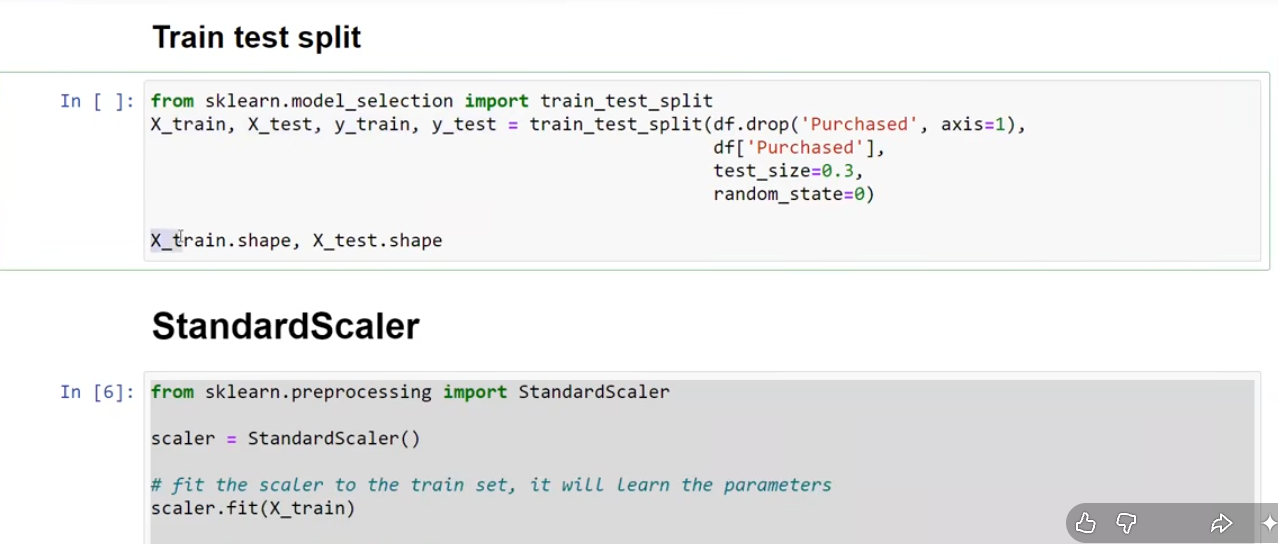 Train test split
In [ ]: from sklearn.model_selection import train_test_split
X_train, X_test, y_train, y_test = train_test_split(df.drop('Purchased', axis=1),
df['Purchased'],
test_size=0.3,
random_state=0)
X_train.shape, X_test.shape
StandardScaler
In [6]: from sklearn.preprocessing import StandardScaler
scaler = StandardScaler()
# fit the scaler to the train set, it will learn the parameters
scaler.fit(X_train)